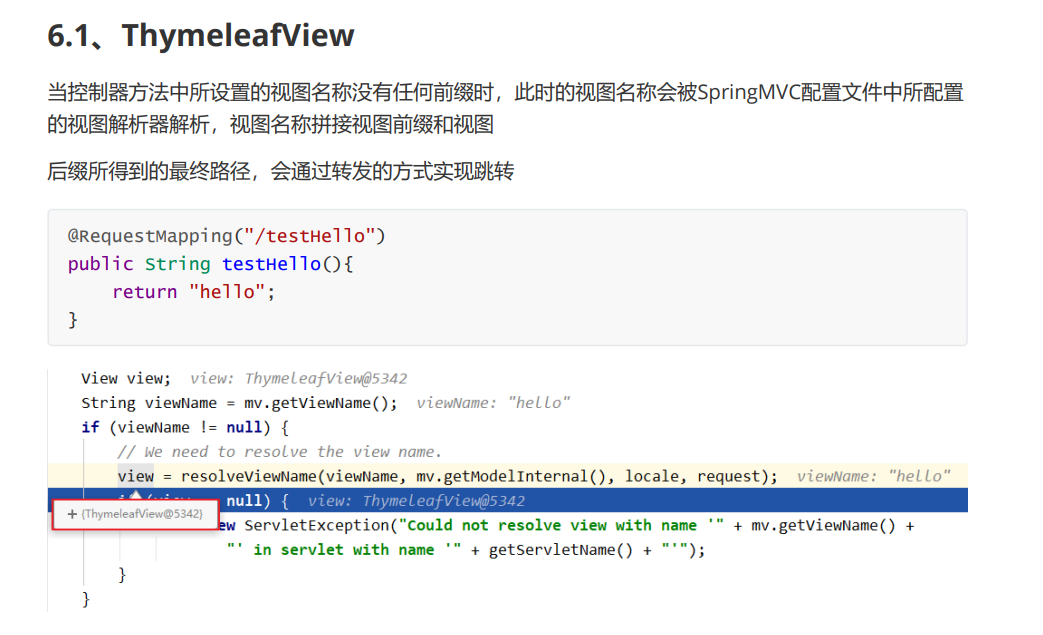 6.1、ThymeleafView
当控制器方法中所设置的视图名称没有任何前缀时，此时的视图名称会被SpringMVC配置文件中所配置
的视图解析器解析，视图名称拼接视图前缀和视图
后缀所得到的最终路径，会通过转发的方式实现跳转
@RequestMapping("/testHello")
public String testHello(){
    return "hello";
}
View view;  view: ThymeleafView@5342
String viewName = mv.getViewName();  viewName: "hello"
if (viewName != null) {
    // We need to resolve the view name.
    view = resolveViewName(viewName, mv.getModelInternal(), locale, request);  viewName: "hello"
    null) {  view: ThymeleafView@5342
+ {ThymeleafView@5342}
ew ServletException("Could not resolve view with name '" + mv.getViewName() +
"' in servlet with name '" + getServletName() + "'");
    }
}